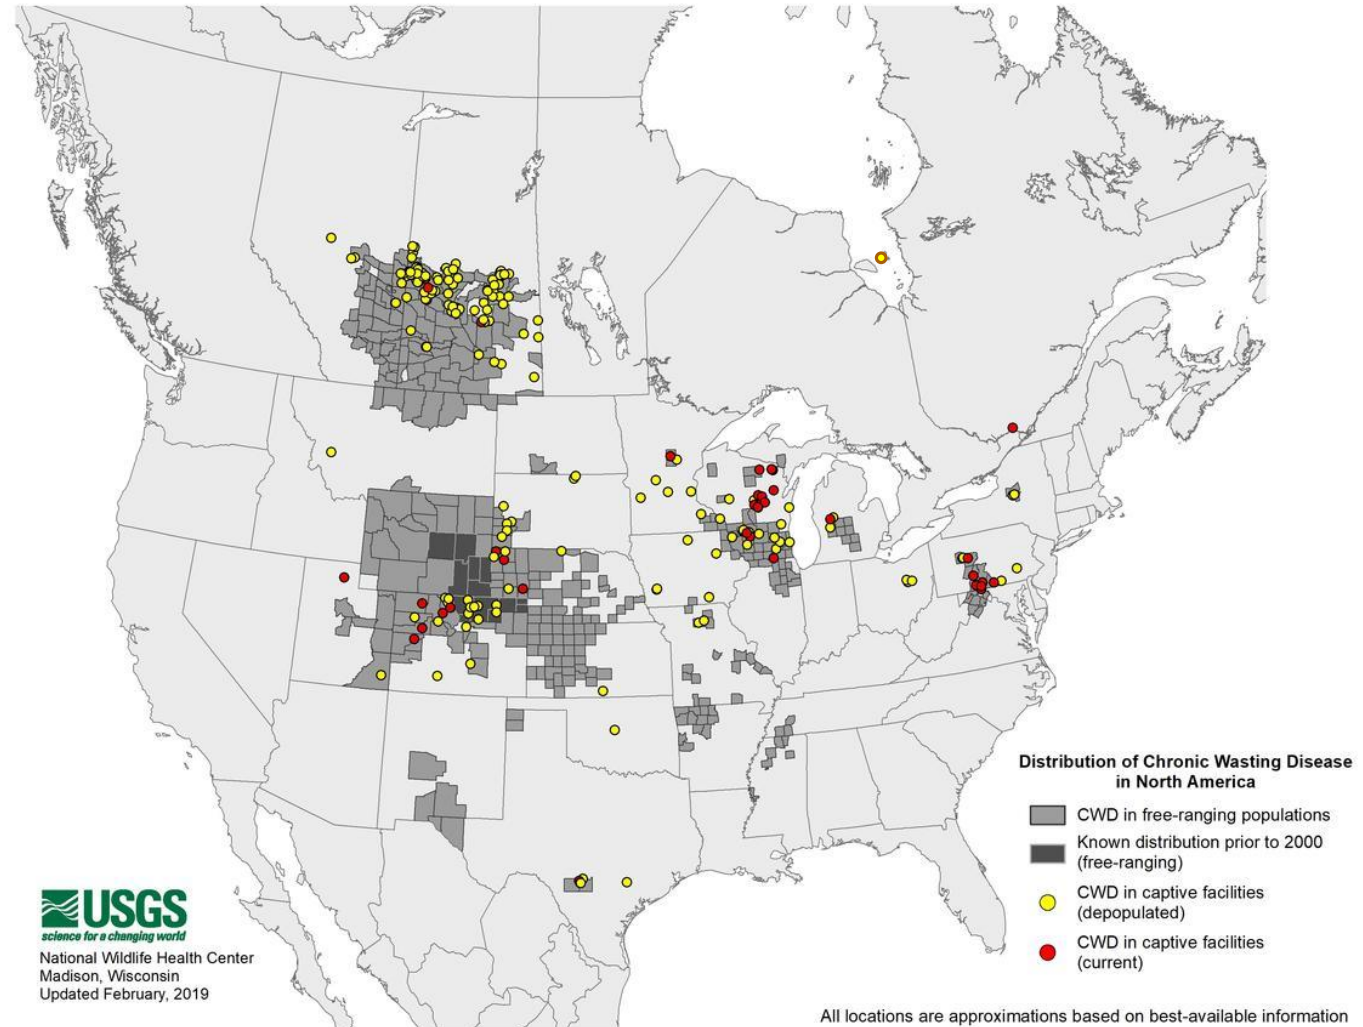 Distribution of Chronic Wasting Disease
in North America
CWD in free-ranging populations
Known distribution prior to 2000
(free-ranging)
CWD in captive facilities
(depopulated)
CWD in captive facilities
(current)
USGS
science for a changing world
National Wildlife Health Center
Madison, Wisconsin
Updated February, 2019
All locations are approximations based on best-available information